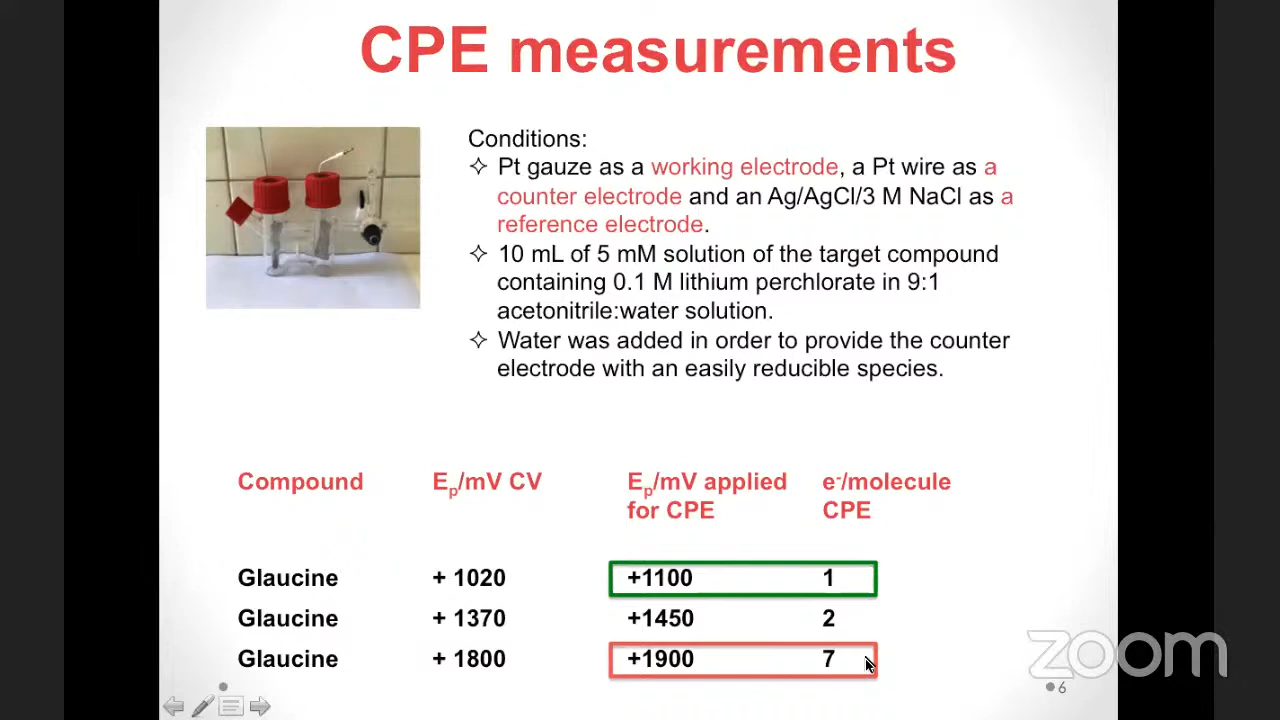 CPE measurements
Conditions:
✧ Pt gauze as a working electrode, a Pt wire as a
counter electrode and an Ag/AgCl/3 M NaCl as a
reference electrode.
✧ 10 mL of 5 mM solution of the target compound
containing 0.1 M lithium perchlorate in 9:1
acetonitrile:water solution.
✧ Water was added in order to provide the counter
electrode with an easily reducible species.
Compound Ep/mV CV Ep/mV applied e-/molecule
for CPE CPE
Glaucine + 1020 +1100 1
Glaucine + 1370 +1450 2
Glaucine + 1800 +1900 7
zoom
6